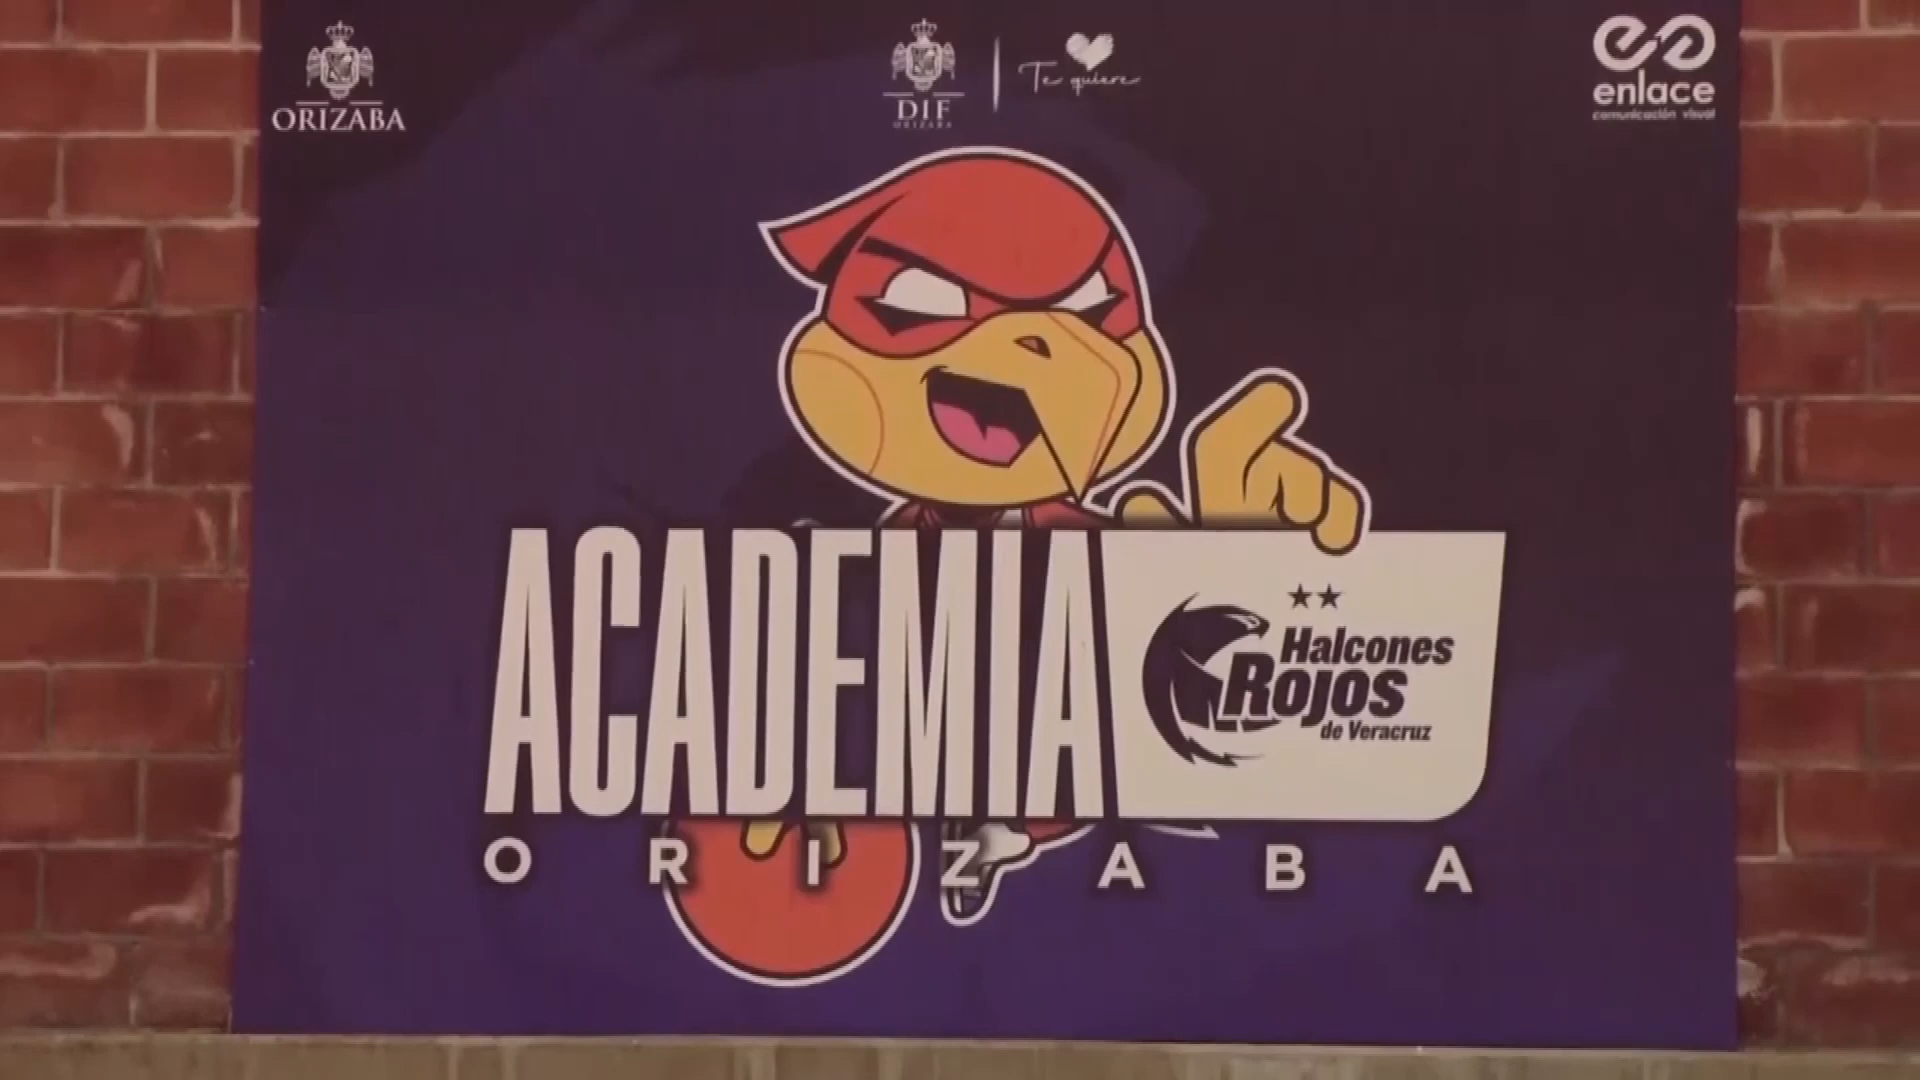 ORIZABA
DIF
ORIZABA
Te quiere
enlace
comunicación visual
ACADEMIA
Halcones
Rojos
de Veracruz
ORIZABA